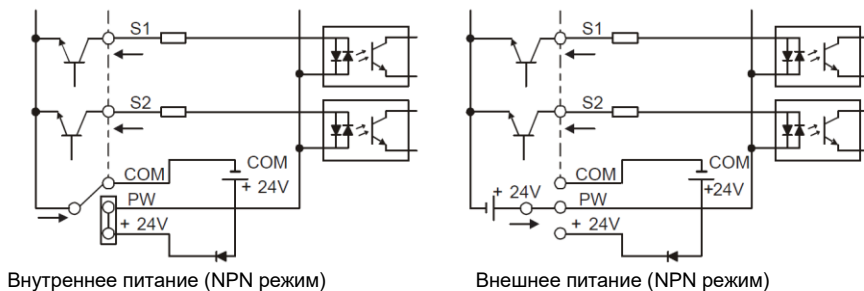 S1
S2
COM
COM
+ 24V
PW
+ 24V
Внутреннее питание (NPN режим)
S1
S2
COM
COM
+24V
+ 24V
PW
+ 24V
Внешнее питание (NPN режим)